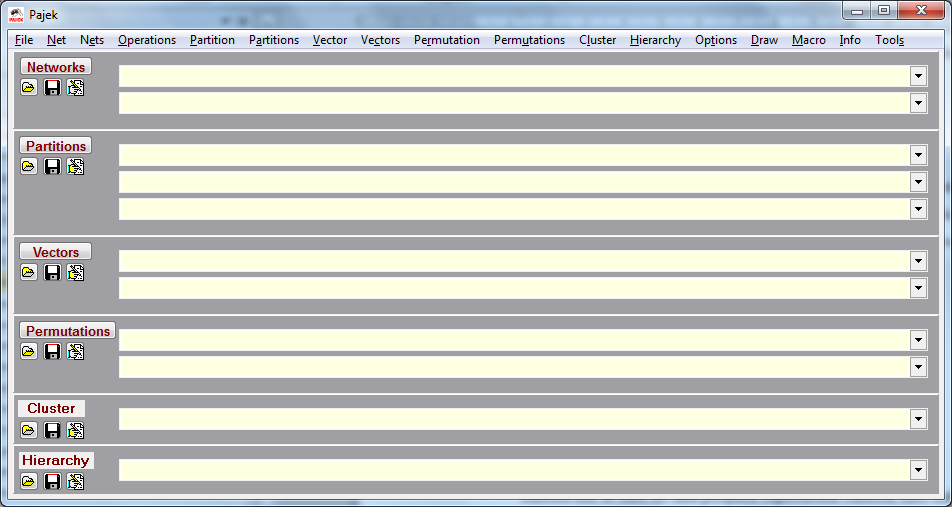 Pajek
File Net Nets Operations Partition Partitions Vector Vectors Permutation Permutations Cluster Hierarchy Options Draw Macro Info Tools
Networks
Partitions
Vectors
Permutations
Cluster
Hierarchy